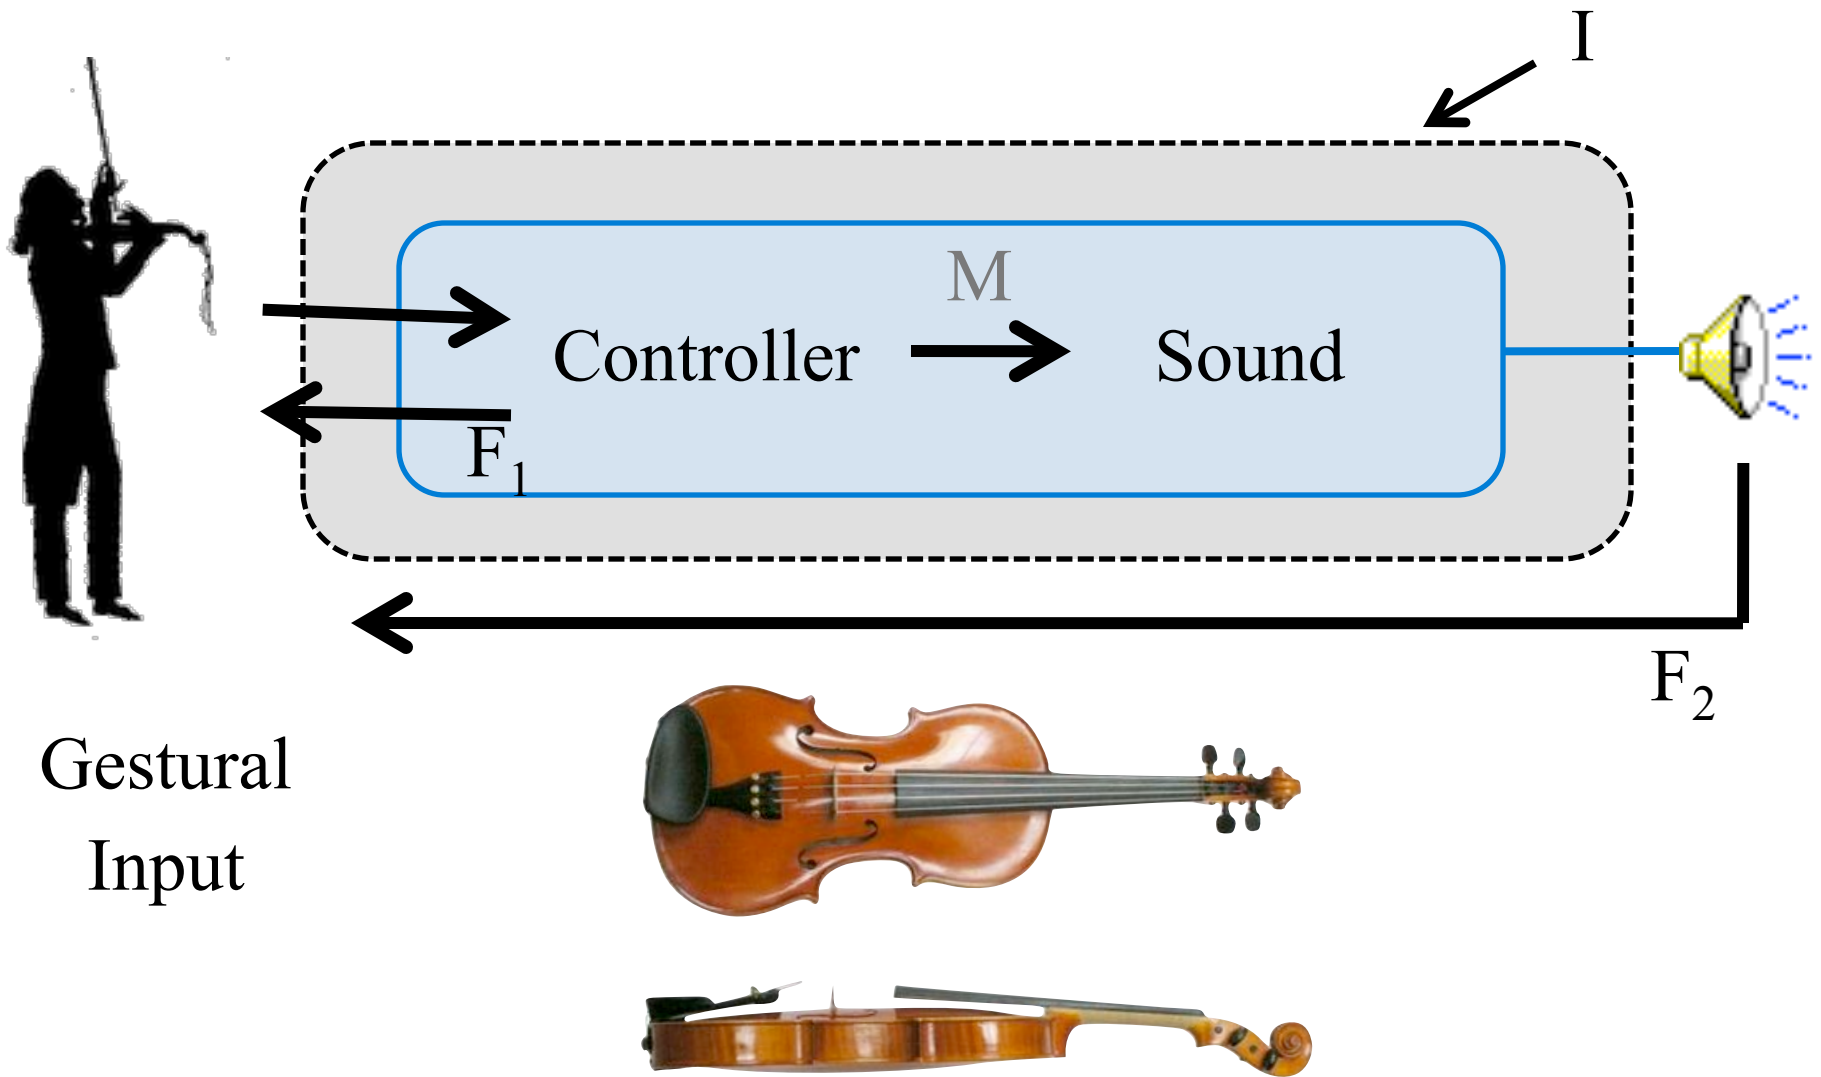 I
M
Controller
Sound
F1
F2
Gestural
Input